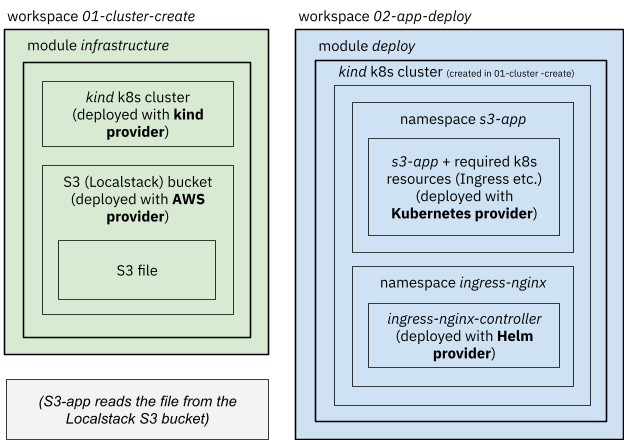 workspace 01-cluster-create
module infrastructure
kind k8s cluster
(deployed with kind
provider)
S3 (Localstack) bucket
(deployed with AWS
provider)
S3 file
(S3-app reads the file from the
Localstack S3 bucket)
workspace 02-app-deploy
module deploy
kind k8s cluster (created in 01-cluster -create)
namespace s3-app
s3-app + required k8s
resources (Ingress etc.)
(deployed with
Kubernetes provider)
namespace ingress-nginx
ingress-nginx-controller
(deployed with Helm
provider)